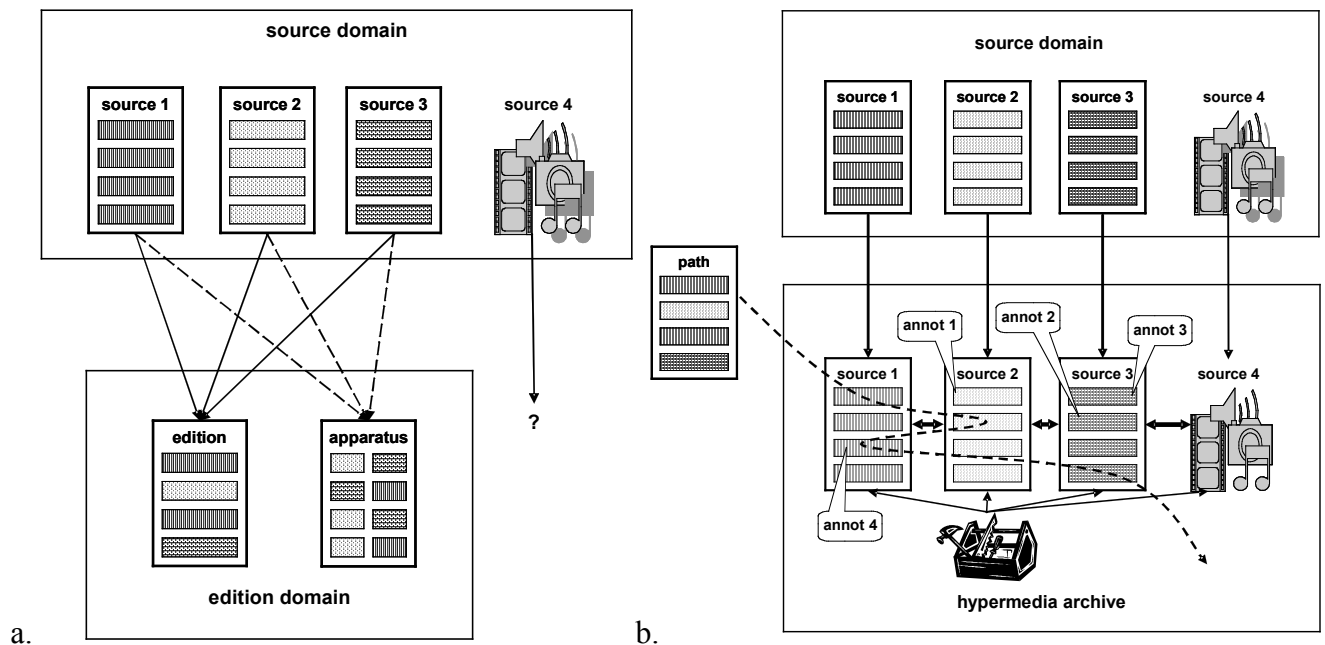 source domain
source 1
source 2
source 3
source 4
?
edition
apparatus
edition domain
a.
source domain
source 1
source 2
source 3
source 4
path
annot 1
annot 2
annot 3
source 1
source 2
source 3
source 4
annot 4
hypermedia archive
b.